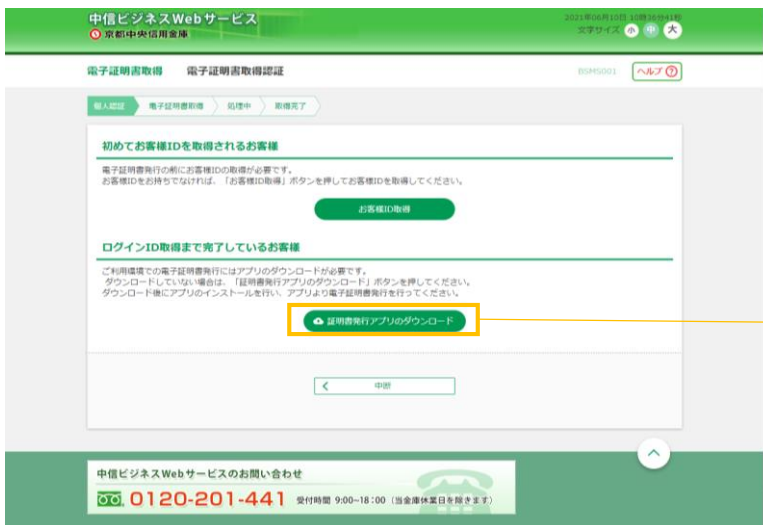 中信ビジネスWebサービス
京都中央信用金庫
2021年06月10日 10時26分41秒
文字サイズ 小 中 大
電子証明書取得 電子証明書取得認証
BSMS001 ヘルプ ?
個人認証 電子証明書取得 処理中 取得完了
初めてお客様IDを取得されるお客様
電子証明書発行の前にお客様IDの取得が必要です。
お客様IDをお持ちでなければ、「お客様ID取得」ボタンを押してお客様IDを取得してください。
お客様ID取得
ログインID取得まで完了しているお客様
ご利用環境での電子証明書発行にはアプリのダウンロードが必要です。
ダウンロードしていない場合は、「証明書発行アプリのダウンロード」ボタンを押してください。
ダウンロード後にアプリのインストールを行い、アプリより電子証明書発行を行ってください。
証明書発行アプリのダウンロード
中断
中信ビジネスWebサービスのお問い合わせ
0120-201-441 受付時間 9:00~18:00 (当金庫休業日を除きます)